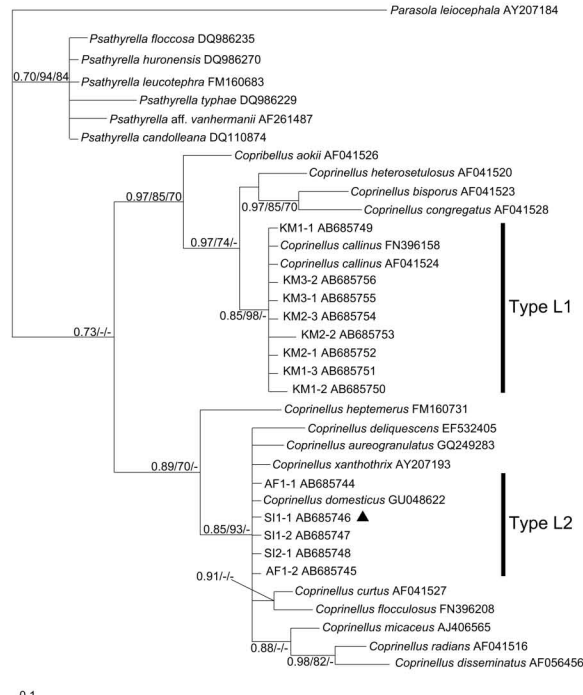 Parasola leiocephala AY207184
Psathyrella floccosa DQ986235
Psathyrella huronensis DQ986270
0.70/94/84
Psathyrella leucotephra FM160683
Psathyrella typhae DQ986229
Psathyrella aff. vanhermanii AF261487
Psathyrella candolleana DQ110874
Copribellus aokii AF041526
Coprinellus heterosetulosus AF041520
0.97/85/70
Coprinellus bisporus AF041523
0.97/85/70
Coprinellus congregatus AF041528
KM1-1 AB685749
0.97/74/-
Coprinellus callinus FN396158
Coprinellus callinus AF041524
KM3-2 AB685756
KM3-1 AB685755
Type L1
0.85/98/-
KM2-3 AB685754
0.73/-/-
KM2-2 AB685753
KM2-1 AB685752
KM1-3 AB685751
KM1-2 AB685750
Coprinellus heptemerus FM160731
Coprinellus deliquescens EF532405
Coprinellus aureogranulatus GQ249283
0.89/70/-
Coprinellus xanthothrix AY207193
AF1-1 AB685744
Coprinellus domesticus GU048622
SI1-1 AB685746
Type L2
0.85/93/-
SI1-2 AB685747
SI2-1 AB685748
AF1-2 AB685745
0.91/-/-
Coprinellus curtus AF041527
Coprinellus flocculosus FN396208
Coprinellus micaceus AJ406565
0.88/-/-
Coprinellus radians AF041516
0.98/82/-
Coprinellus disseminatus AF056456
0.1